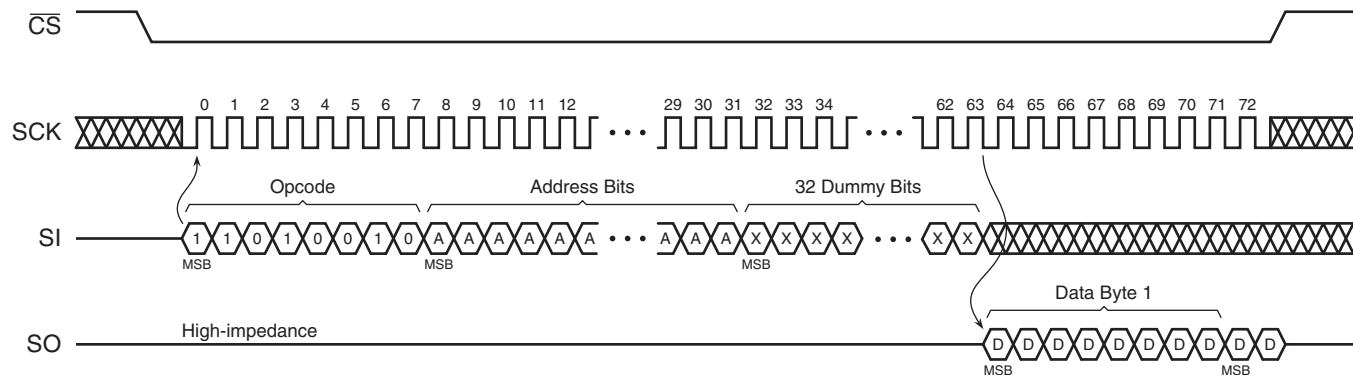 CS
0 1 2 3 4 5 6 7 8 9 10 11 12 29 30 31 32 33 34 62 63 64 65 66 67 68 69 70 71 72
SCK
Opcode Address Bits 32 Dummy Bits
SI 1 1 0 1 0 0 1 0 A A A A A A A A A X X X X X X
MSB MSB MSB
Data Byte 1
High-impedance
SO D D D D D D D D D D
MSB MSB